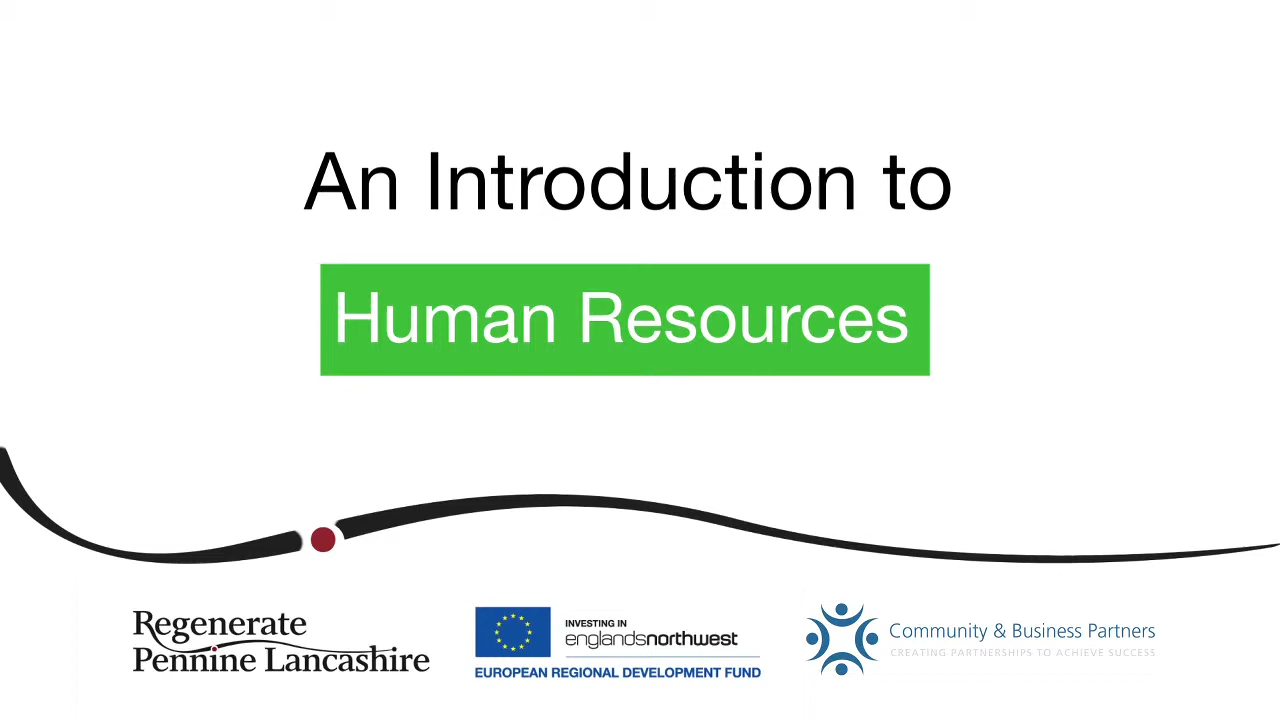 An Introduction to
Human Resources
Regenerate
Pennine Lancashire
INVESTING IN
englandsnorthwest
EUROPEAN REGIONAL DEVELOPMENT FUND
Community & Business Partners
CREATING PARTNERSHIPS TO ACHIEVE SUCCESS